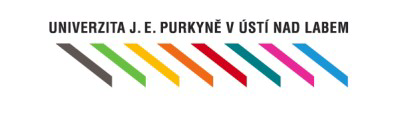 UNIVERZITA J. E. PURKYNĚ V ÚSTÍ NAD LABEM